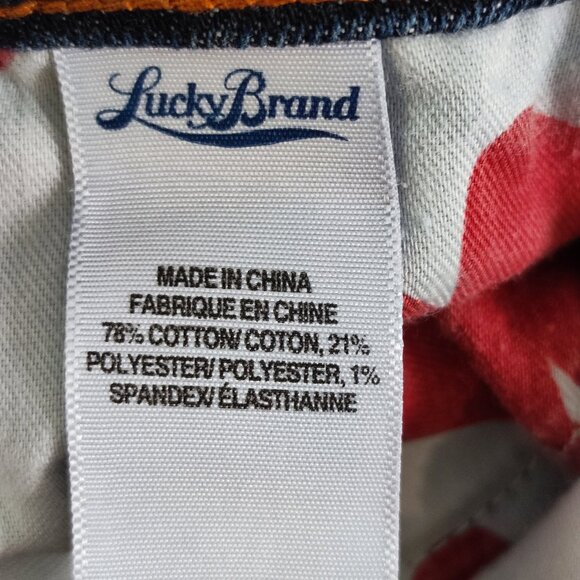 Lucky Brand
MADE IN CHINA
FABRIQUE EN CHINE
78% COTTON/ COTON, 21%
POLYESTER/ POLYESTER, 1%
SPANDEX/ ÉLASTHANNE